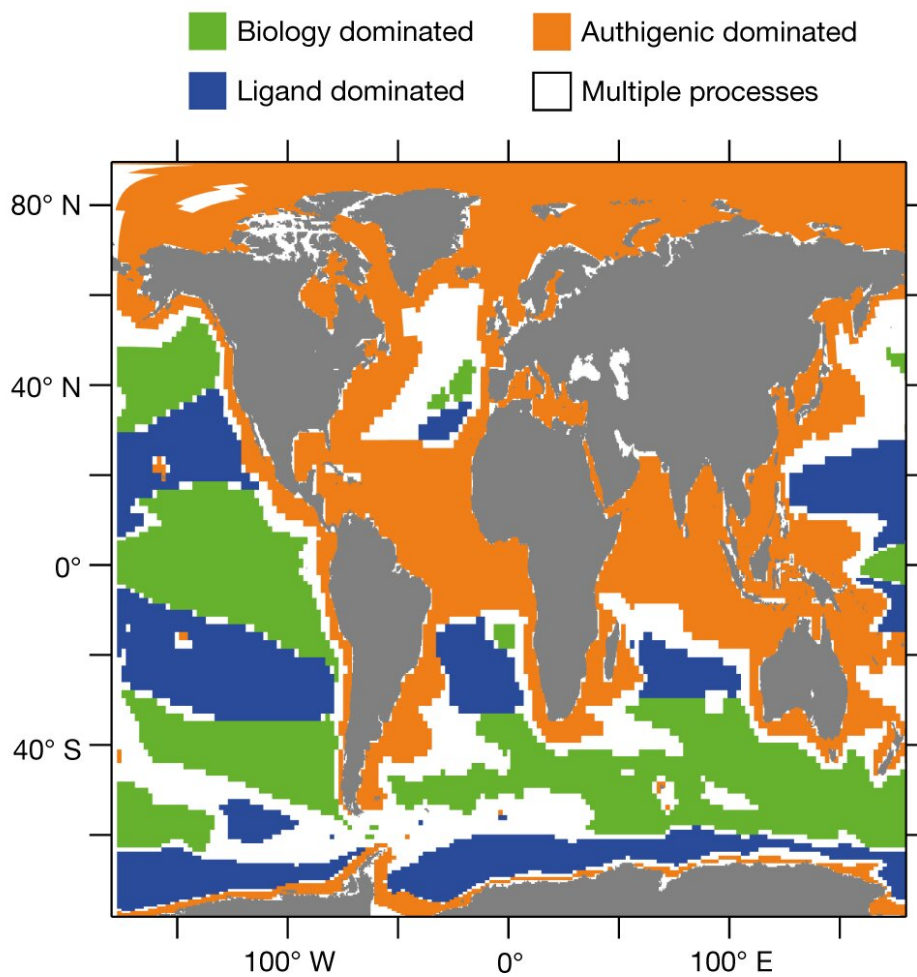 Biology dominated
Authigenic dominated
Ligand dominated
Multiple processes
80° N
40° N
0°
40° S
100° W
0°
100° E